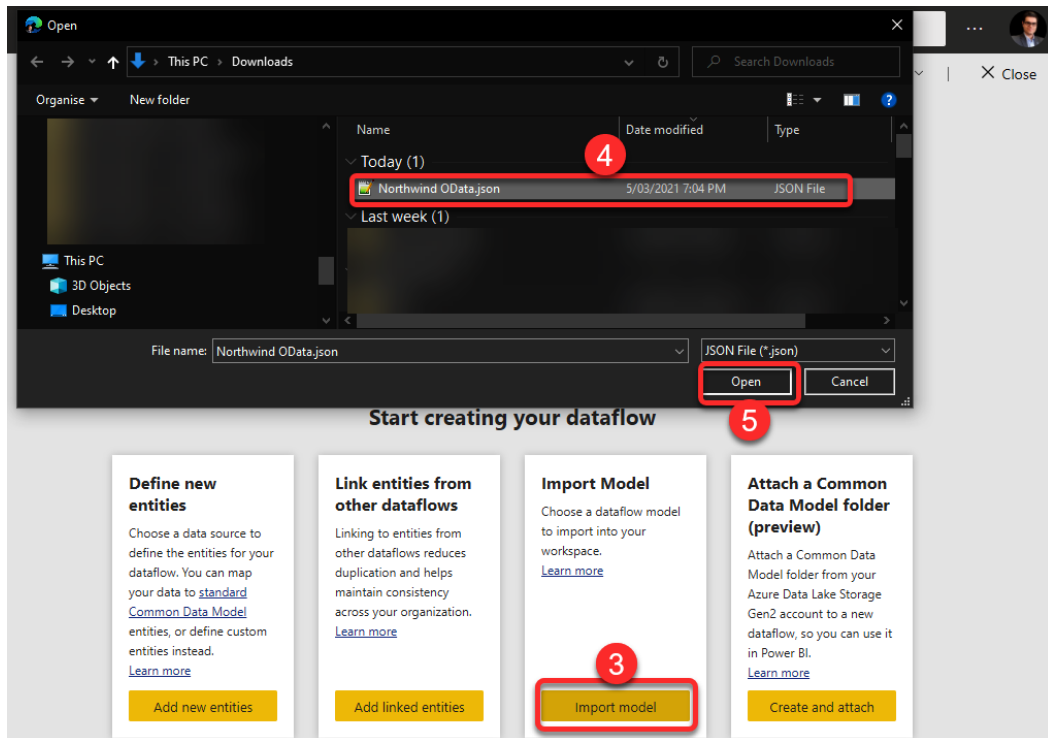 Open
This PC > Downloads
Search Downloads
Close
Organise
New folder
?
Name
Date modified
Type
4
Today (1)
Northwind OData.json
5/03/2021 7:04 PM
JSON File
Last week (1)
This PC
3D Objects
Desktop
File name:
Northwind OData.json
JSON File (*.json)
Open
Cancel
5
Start creating your dataflow
Define new
entities
Choose a data source to
define the entities for your
dataflow. You can map
your data to standard
Common Data Model
entities, or define custom
entities instead.
Learn more
Add new entities
Link entities from
other dataflows
Linking to entities from
other dataflows reduces
duplication and helps
maintain consistency
across your organization.
Learn more
Add linked entities
Import Model
Choose a dataflow model
to import into your
workspace.
Learn more
3
Import model
Attach a Common
Data Model folder
(preview)
Attach a Common Data
Model folder from your
Azure Data Lake Storage
Gen2 account to a new
dataflow, so you can use it
in Power BI.
Learn more
Create and attach